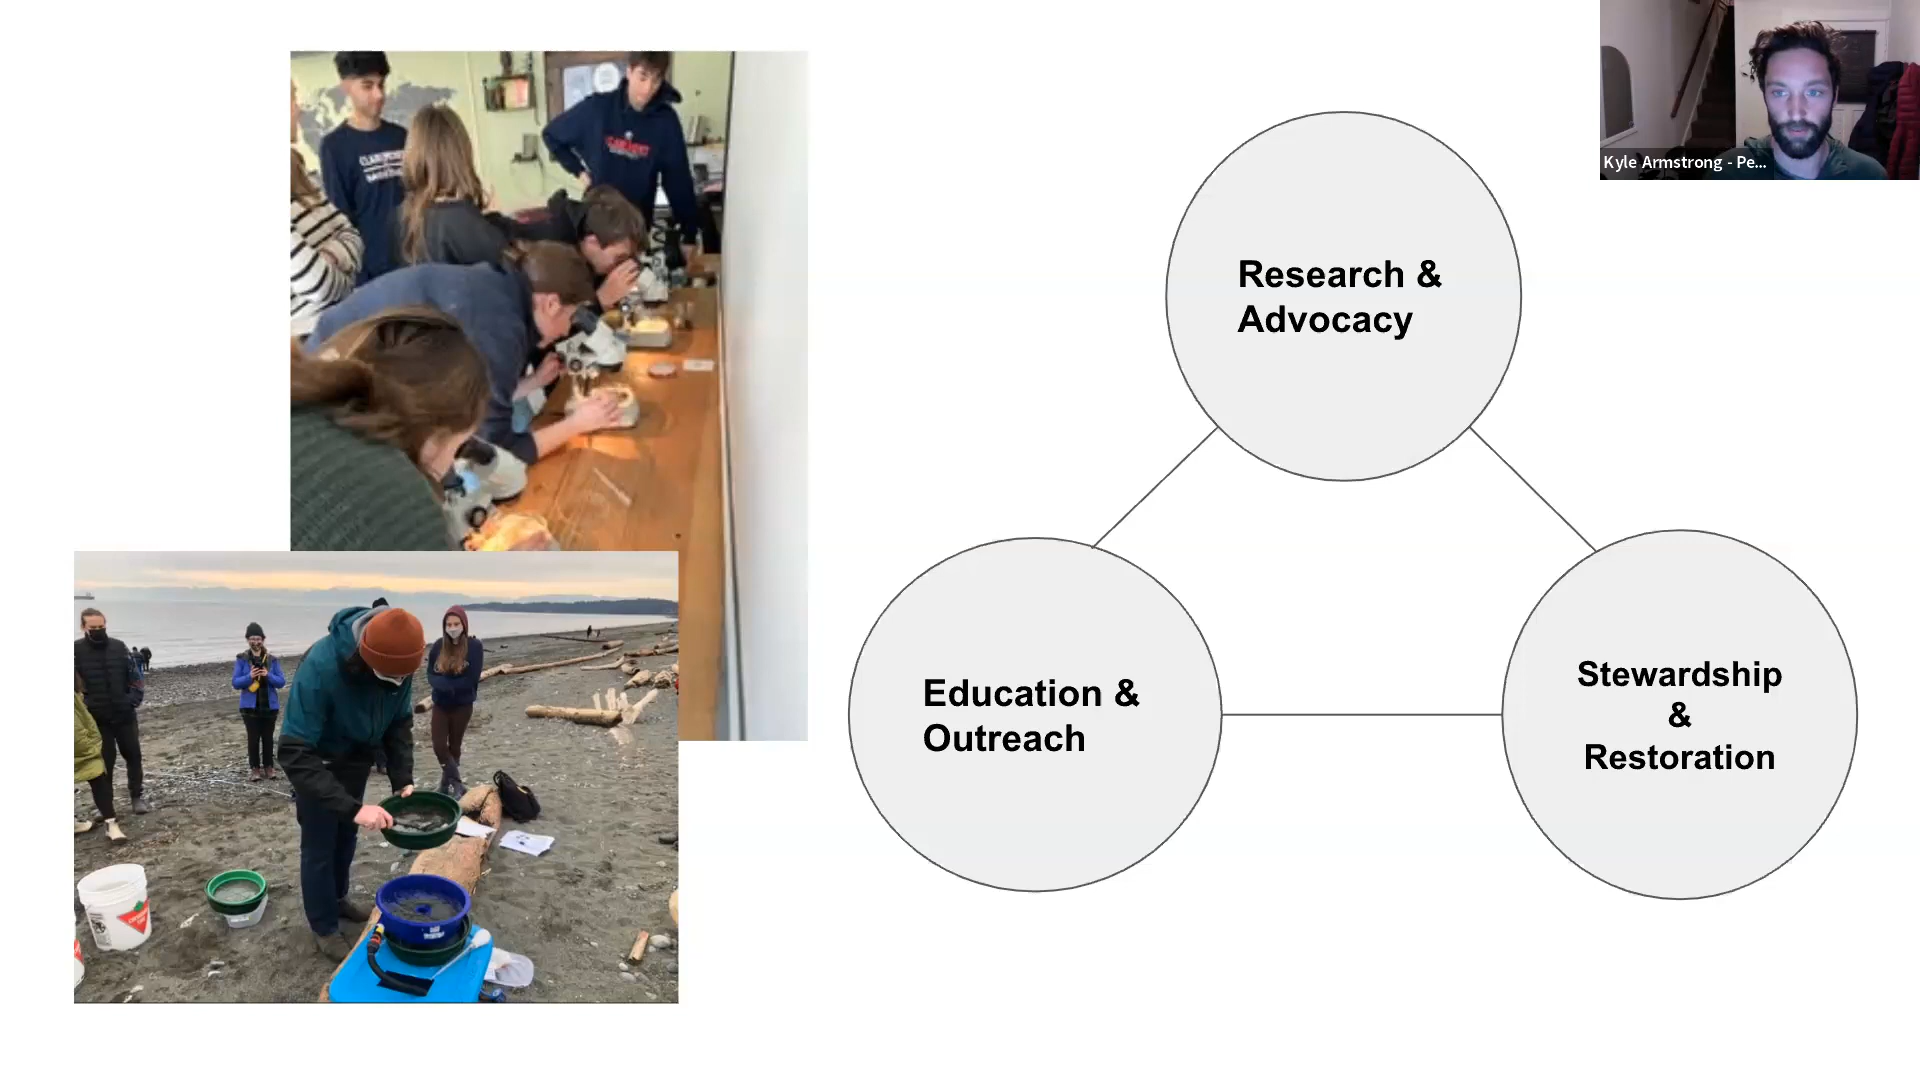 Kyle Armstrong - Pe...
Research &
Advocacy
Education &
Outreach
Stewardship
&
Restoration